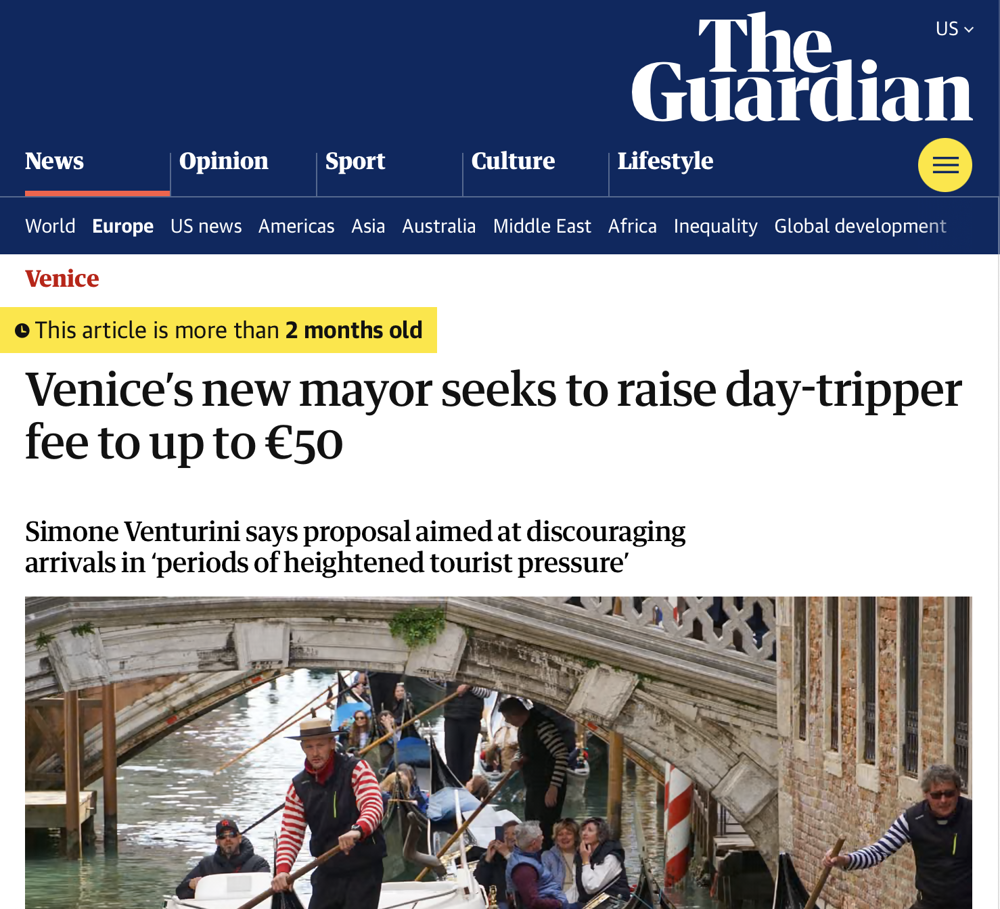 US
The
Guardian
News Opinion Sport Culture Lifestyle
World Europe US news Americas Asia Australia Middle East Africa Inequality Global development
Venice
This article is more than 2 months old
Venice’s new mayor seeks to raise day-tripper
fee to up to €50
Simone Venturini says proposal aimed at discouraging
arrivals in ‘periods of heightened tourist pressure’